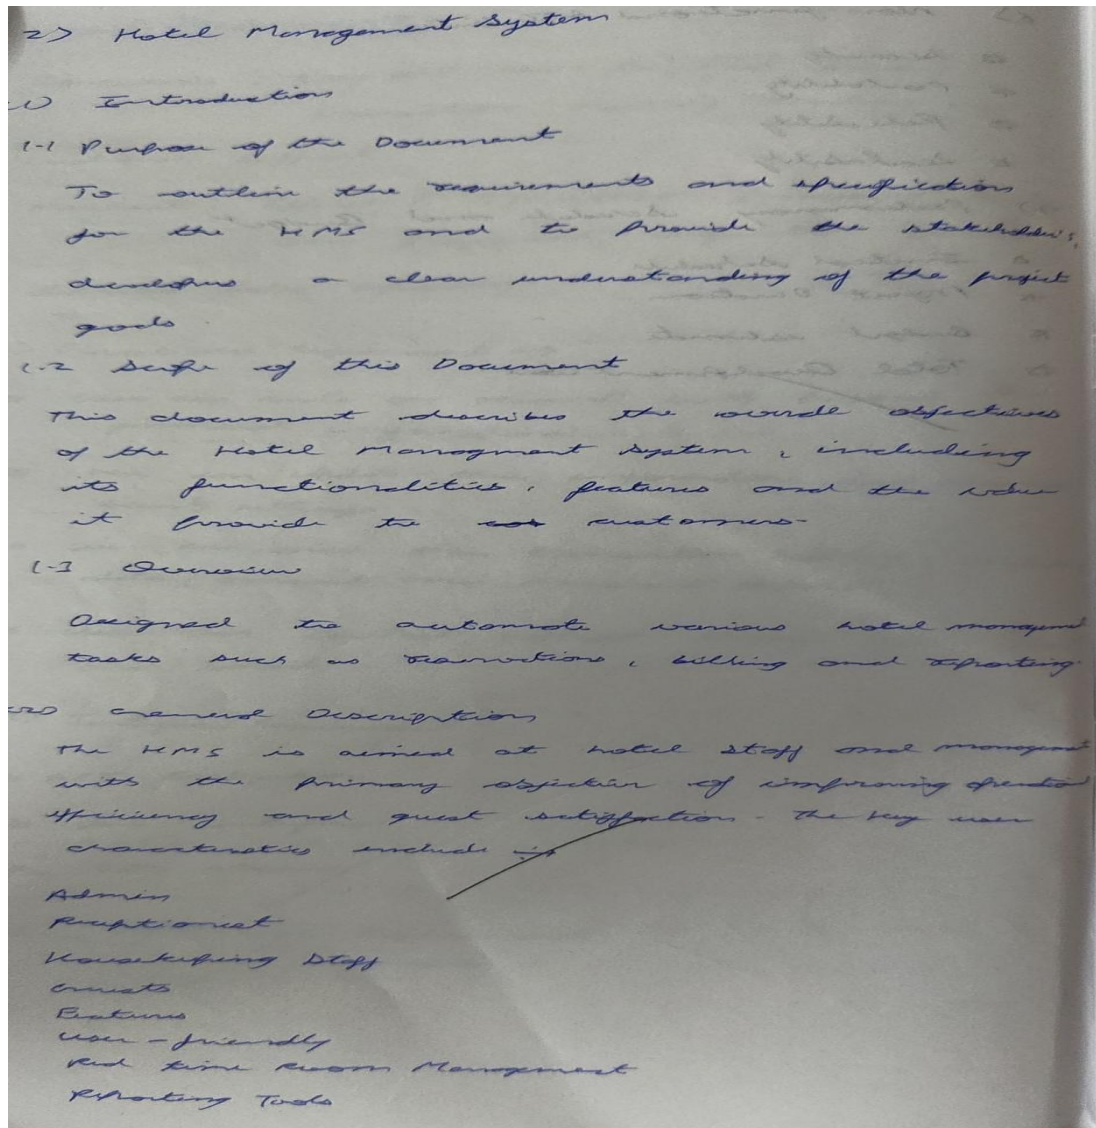 2) Hotel Management System
1) Introduction
1.1 Purpose of the Document
To outline the requirements and specifications
for the HMS and to provide the stakeholders,
developers a clear understanding of the project
goals
1.2 Scope of this Document
This document describes the overall objectives
of the Hotel Managment System, including
its functionalities, features and the value
it provide to customers.
1.3 Overview
Designed to automate various hotel management
tasks such as reservations, billing and reporting.
2) General Description
The HMS is aimed at hotel staff and management
with the primary objective of improving operational
efficiency and guest satisfaction. The key user
characteristics include :-
Admin
Receptionist
Housekeeping Staff
Guests
Features
User-friendly
Real time Room Management
Reporting Tools